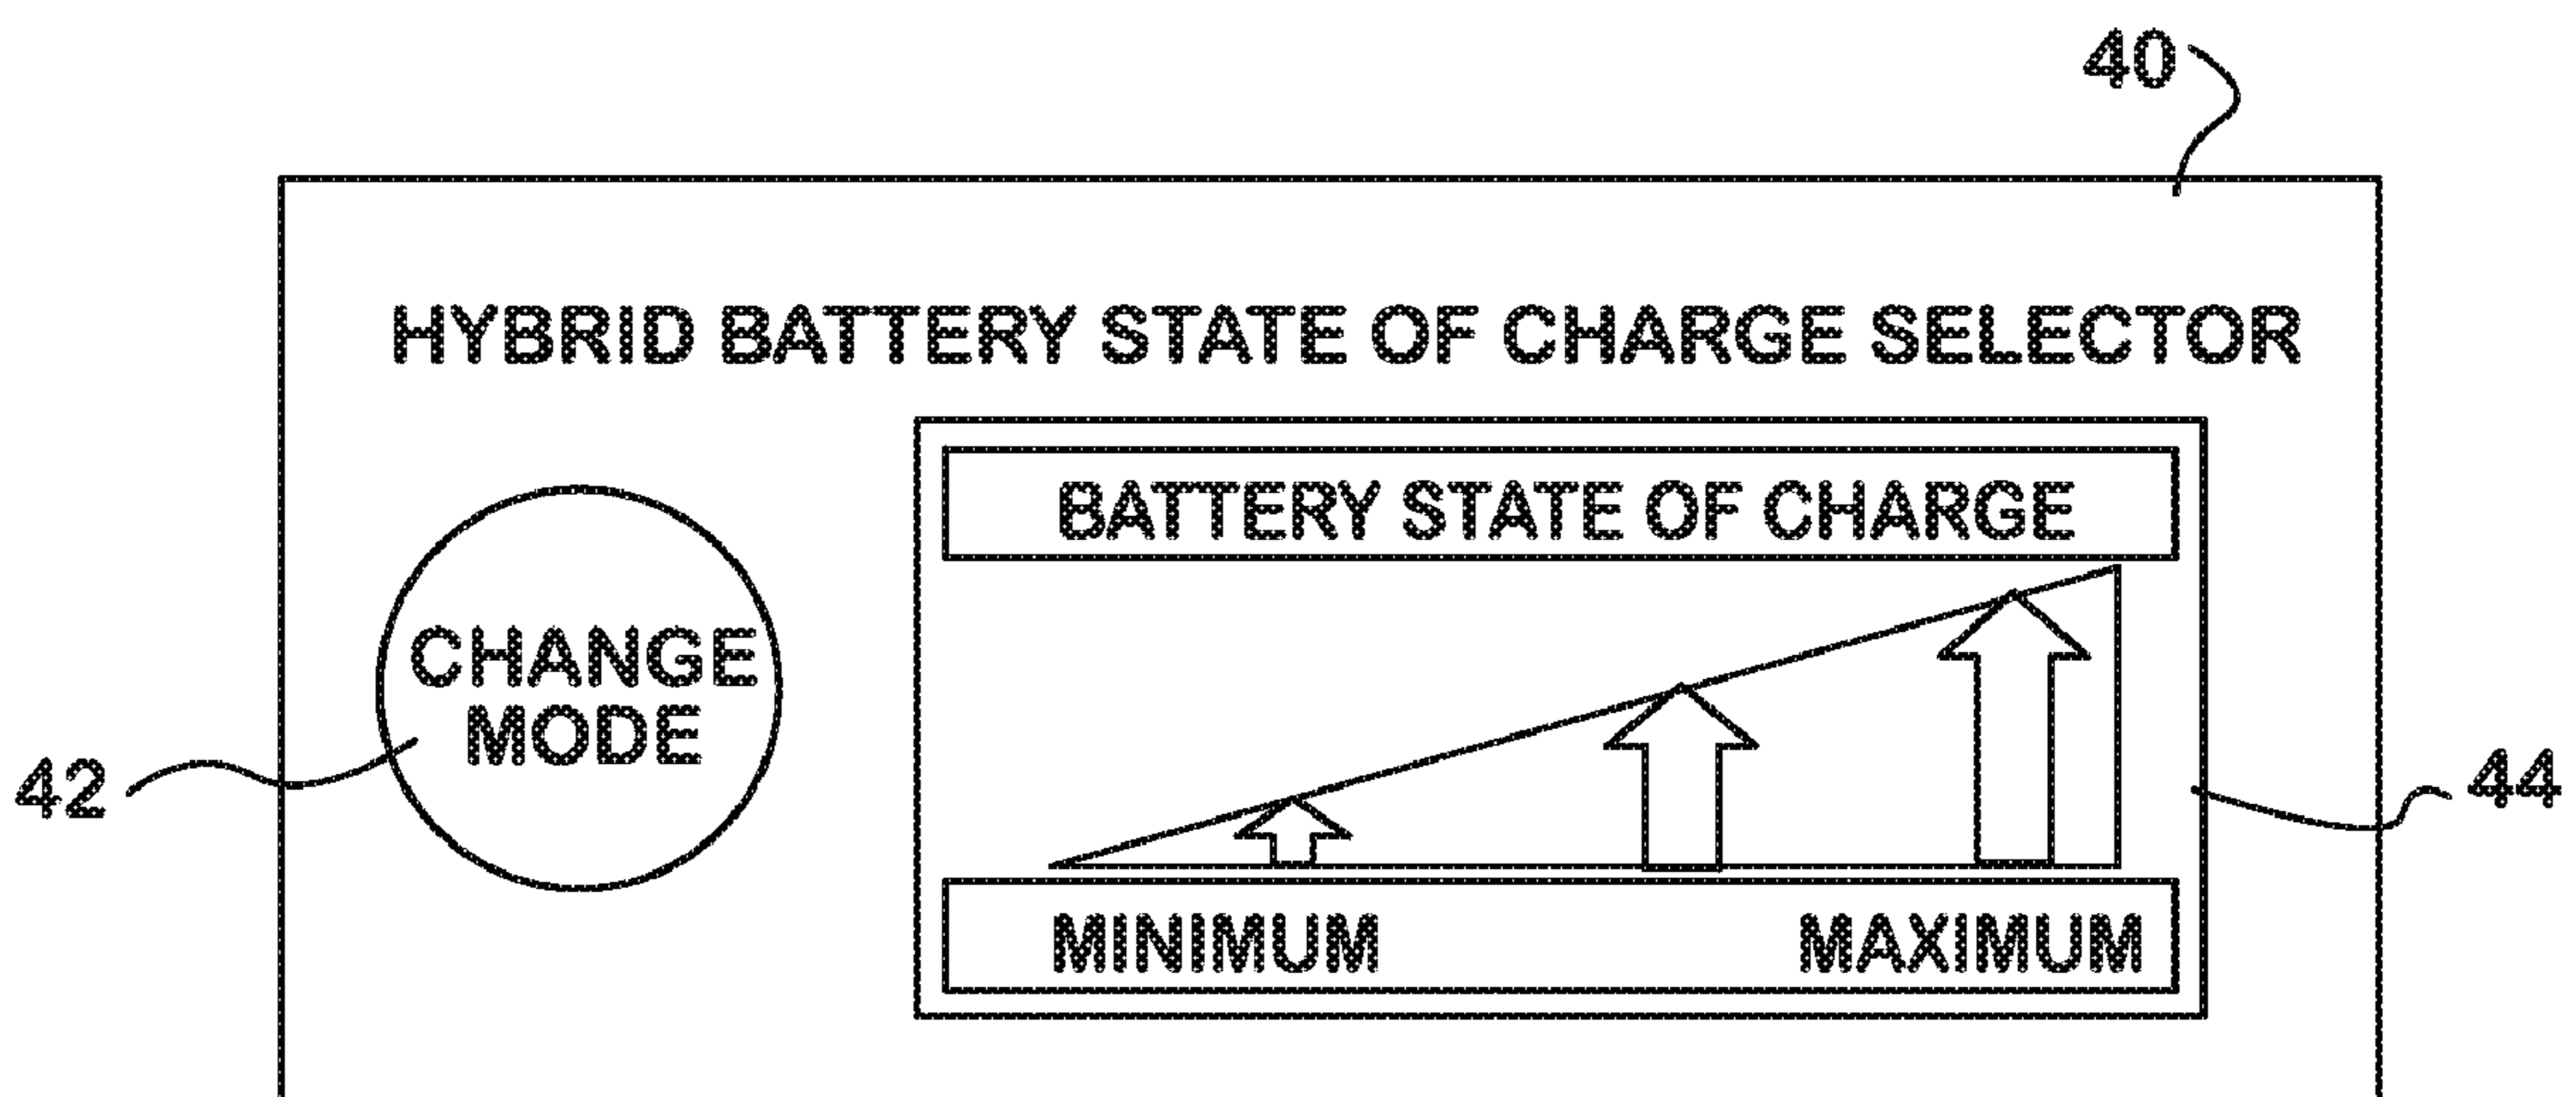 40
HYBRID BATTERY STATE OF CHARGE SELECTOR
BATTERY STATE OF CHARGE
CHANGE
MODE
42
44
MINIMUM MAXIMUM